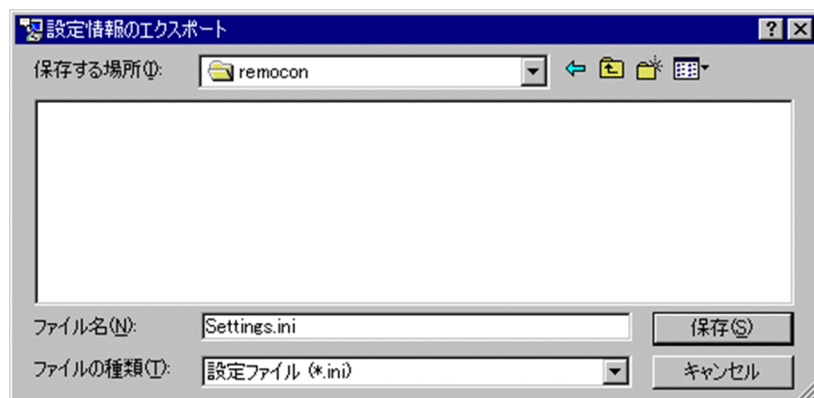 設定情報のエクスポート
保存する場所(I):
remocon
ファイル名(N):
Settings.ini
保存(S)
ファイルの種類(T):
設定ファイル (*.ini)
キャンセル